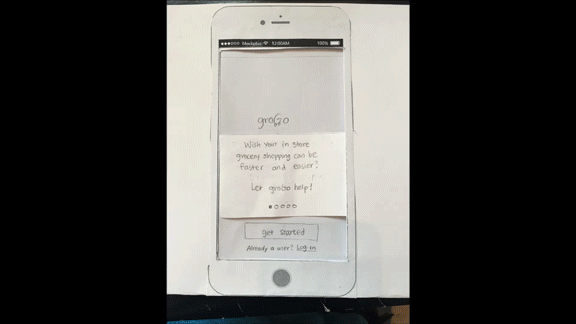 Mockplus 12:00AM 100%
groGo
Wish your in store
grocery shopping can be
faster and easier?
Let groGo help!
get started
Already a user? Log in